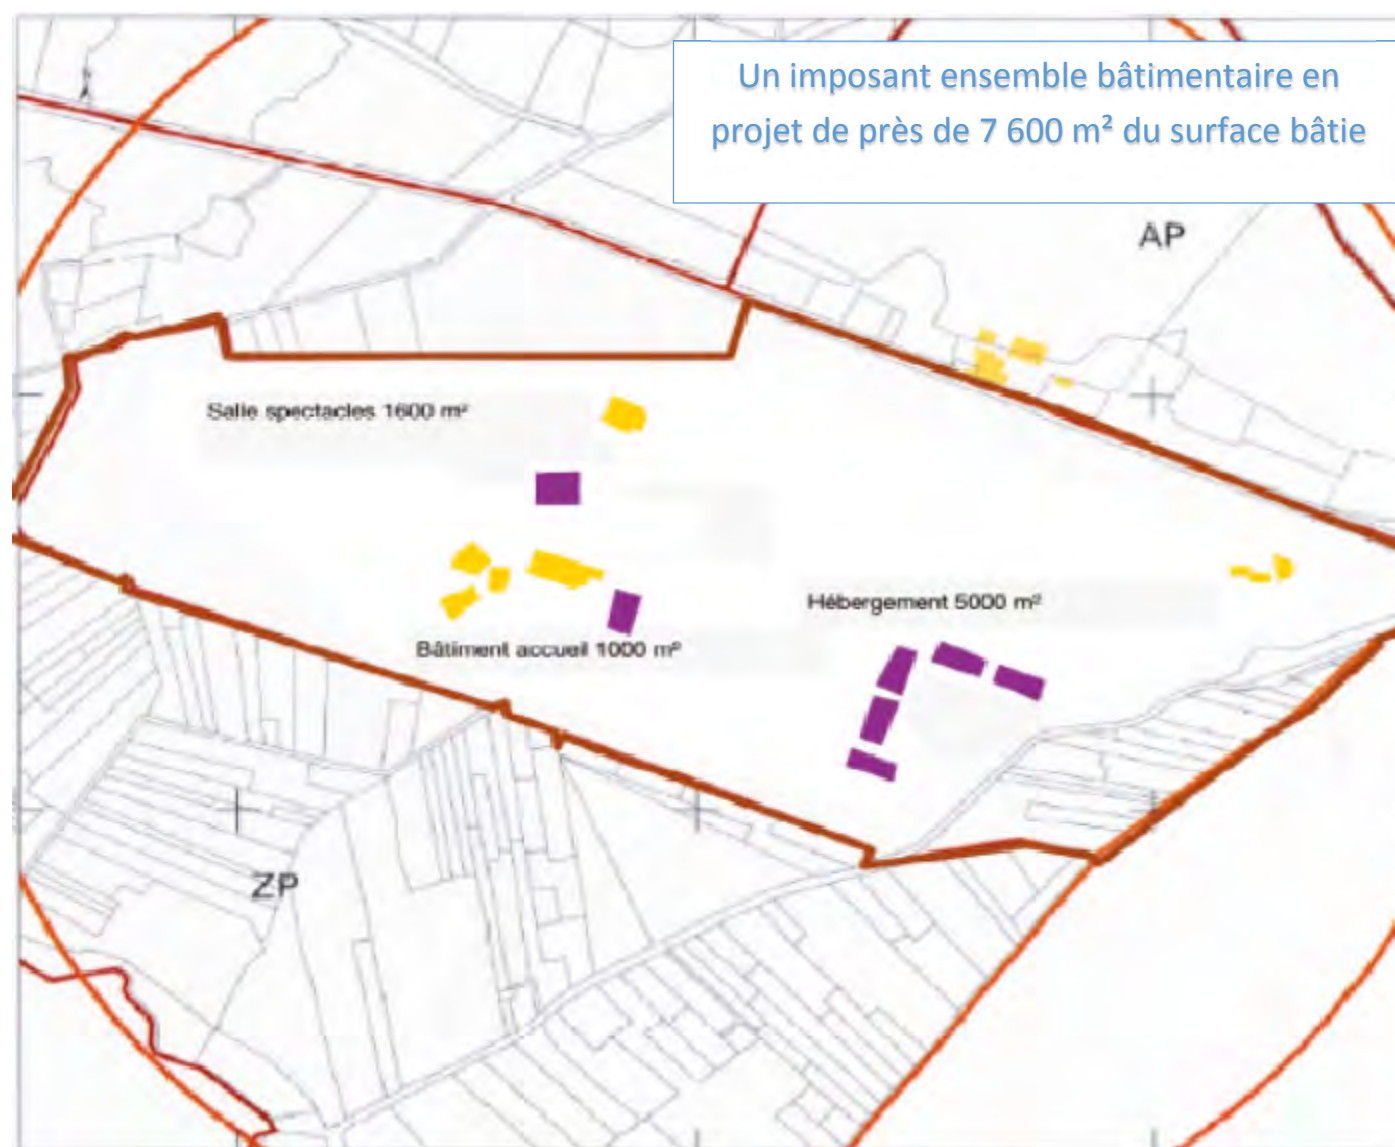 Un imposant ensemble bâtimentaire en
projet de près de 7 600 m² du surface bâtie
AP
Salle spectacles 1600 m²
Hébergement 5000 m²
Bâtiment accueil 1000 m²
ZP